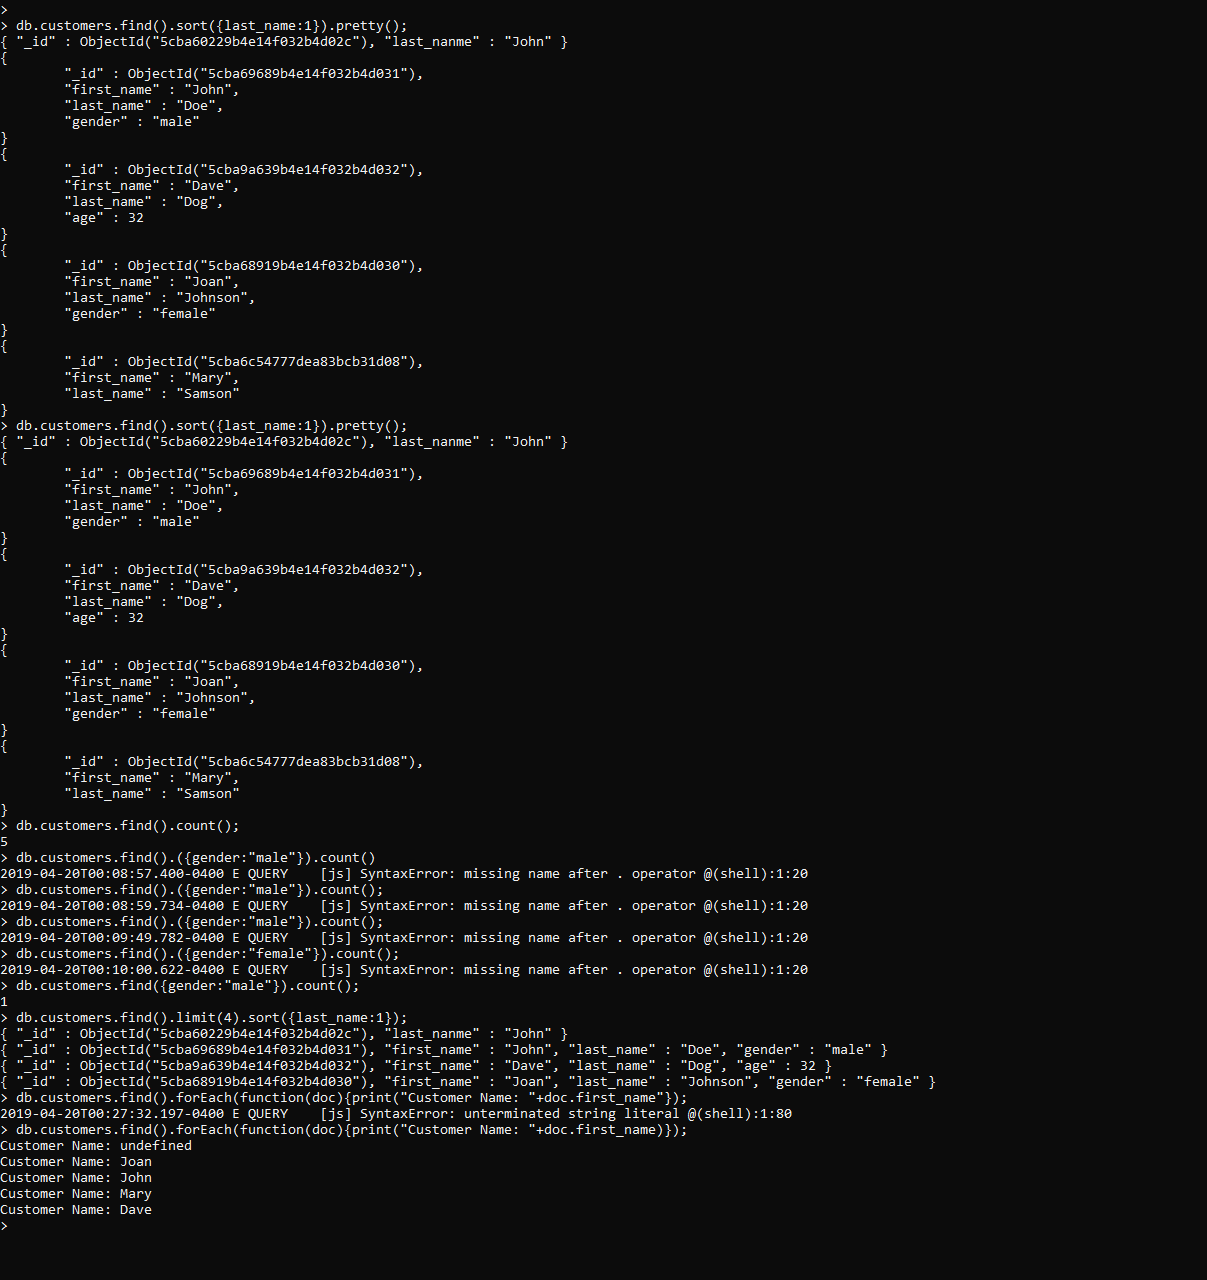 >
> db.customers.find().sort({last_name:1}).pretty();
{ "_id" : ObjectId("5cba60229b4e14f032b4d02c"), "last_nanme" : "John" }
{
        "_id" : ObjectId("5cba69689b4e14f032b4d031"),
        "first_name" : "John",
        "last_name" : "Doe",
        "gender" : "male"
}
{
        "_id" : ObjectId("5cba9a639b4e14f032b4d032"),
        "first_name" : "Dave",
        "last_name" : "Dog",
        "age" : 32
}
{
        "_id" : ObjectId("5cba68919b4e14f032b4d030"),
        "first_name" : "Joan",
        "last_name" : "Johnson",
        "gender" : "female"
}
{
        "_id" : ObjectId("5cba6c54777dea83bcb31d08"),
        "first_name" : "Mary",
        "last_name" : "Samson"
}
> db.customers.find().sort({last_name:1}).pretty();
{ "_id" : ObjectId("5cba60229b4e14f032b4d02c"), "last_nanme" : "John" }
{
        "_id" : ObjectId("5cba69689b4e14f032b4d031"),
        "first_name" : "John",
        "last_name" : "Doe",
        "gender" : "male"
}
{
        "_id" : ObjectId("5cba9a639b4e14f032b4d032"),
        "first_name" : "Dave",
        "last_name" : "Dog",
        "age" : 32
}
{
        "_id" : ObjectId("5cba68919b4e14f032b4d030"),
        "first_name" : "Joan",
        "last_name" : "Johnson",
        "gender" : "female"
}
{
        "_id" : ObjectId("5cba6c54777dea83bcb31d08"),
        "first_name" : "Mary",
        "last_name" : "Samson"
}
> db.customers.find().count();
5
> db.customers.find().({gender:"male"}).count()
2019-04-20T00:08:57.400-0400 E QUERY    [js] SyntaxError: missing name after . operator @(shell):1:20
> db.customers.find().({gender:"male"}).count();
2019-04-20T00:08:59.734-0400 E QUERY    [js] SyntaxError: missing name after . operator @(shell):1:20
> db.customers.find().({gender:"male"}).count();
2019-04-20T00:09:49.782-0400 E QUERY    [js] SyntaxError: missing name after . operator @(shell):1:20
> db.customers.find().({gender:"female"}).count();
2019-04-20T00:10:00.622-0400 E QUERY    [js] SyntaxError: missing name after . operator @(shell):1:20
> db.customers.find({gender:"male"}).count();
1
> db.customers.find().limit(4).sort({last_name:1});
{ "_id" : ObjectId("5cba60229b4e14f032b4d02c"), "last_nanme" : "John" }
{ "_id" : ObjectId("5cba69689b4e14f032b4d031"), "first_name" : "John", "last_name" : "Doe", "gender" : "male" }
{ "_id" : ObjectId("5cba9a639b4e14f032b4d032"), "first_name" : "Dave", "last_name" : "Dog", "age" : 32 }
{ "_id" : ObjectId("5cba68919b4e14f032b4d030"), "first_name" : "Joan", "last_name" : "Johnson", "gender" : "female" }
> db.customers.find().forEach(function(doc){print("Customer Name: "+doc.first_name"});
2019-04-20T00:27:32.197-0400 E QUERY    [js] SyntaxError: unterminated string literal @(shell):1:80
> db.customers.find().forEach(function(doc){print("Customer Name: "+doc.first_name)});
Customer Name: undefined
Customer Name: Joan
Customer Name: John
Customer Name: Mary
Customer Name: Dave
>